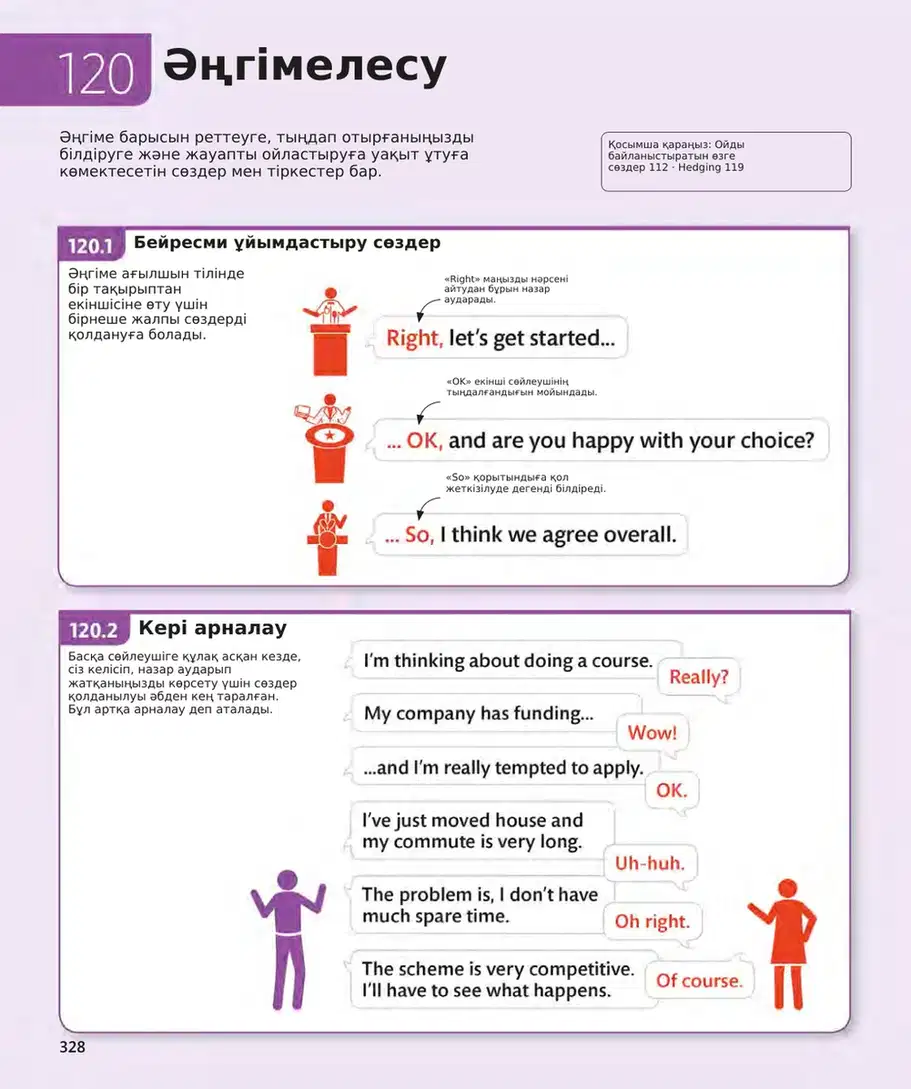 120
Әңгімелесу
Әңгіме барысын реттеуге, тыңдап отырғаныңызды
білдіруге және жауапты ойластыруға уақыт ұтуға
көмектесетін сөздер мен тіркестер бар.
Қосымша қараңыз: Ойды
байланыстыратын өзге
сөздер 112 · Hedging 119
120.1
Бейресми ұйымдастыру сөздер
Әңгіме ағылшын тілінде
бір тақырыптан
екіншісіне өту үшін
бірнеше жалпы сөздерді
қолдануға болады.
«Right» маңызды нәрсені
айтудан бұрын назар
аударады.
Right, let's get started...
«OK» екінші сөйлеушінің
тыңдалғандығын мойындады.
... OK, and are you happy with your choice?
«So» қорытындыға қол
жеткізілуде дегенді білдіреді.
... So, I think we agree overall.
120.2
Кері арналау
Басқа сөйлеушіге құлақ асқан кезде,
сіз келісіп, назар аударып
жатқаныңызды көрсету үшін сөздер
қолданылуы әбден кең таралған.
Бұл артқа арналау деп аталады.
I'm thinking about doing a course.
Really?
My company has funding...
Wow!
...and I'm really tempted to apply.
OK.
I've just moved house and
my commute is very long.
Uh-huh.
The problem is, I don't have
much spare time.
Oh right.
The scheme is very competitive.
I'll have to see what happens.
Of course.
328